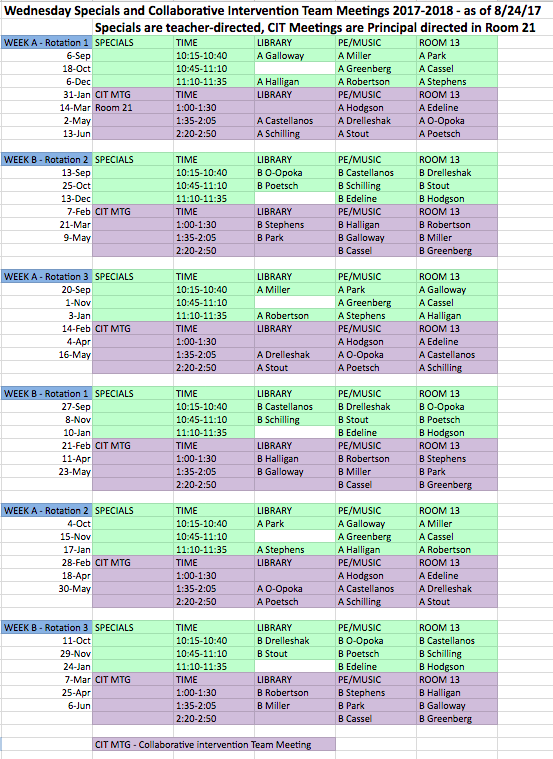 Wednesday Specials and Collaborative Intervention Team Meetings 2017-2018 - as of 8/24/17
Specials are teacher-directed, CIT Meetings are Principal directed in Room 21
WEEK A - Rotation 1 SPECIALS TIME LIBRARY PE/MUSIC ROOM 13
6-Sep 10:15-10:40 A Galloway A Miller A Park
18-Oct 10:45-11:10 A Greenberg A Cassel
6-Dec 11:10-11:35 A Halligan A Robertson A Stephens
31-Jan CIT MTG TIME LIBRARY PE/MUSIC ROOM 13
14-Mar Room 21 1:00-1:30 A Hodgson A Edeline
2-May 1:35-2:05 A Castellanos A Drelleshak A O-Opoka
13-Jun 2:20-2:50 A Schilling A Stout A Poetsch
WEEK B - Rotation 2 SPECIALS TIME LIBRARY PE/MUSIC ROOM 13
13-Sep 10:15-10:40 B O-Opoka B Castellanos B Drelleshak
25-Oct 10:45-11:10 B Poetsch B Schilling B Stout
13-Dec 11:10-11:35 B Edeline B Hodgson
7-Feb CIT MTG TIME LIBRARY PE/MUSIC ROOM 13
21-Mar 1:00-1:30 B Stephens B Halligan B Robertson
9-May 1:35-2:05 B Park B Galloway B Miller
2:20-2:50 B Cassel B Greenberg
WEEK A - Rotation 3 SPECIALS TIME LIBRARY PE/MUSIC ROOM 13
20-Sep 10:15-10:40 A Miller A Park A Galloway
1-Nov 10:45-11:10 A Greenberg A Cassel
3-Jan 11:10-11:35 A Robertson A Stephens A Halligan
14-Feb CIT MTG TIME LIBRARY PE/MUSIC ROOM 13
4-Apr 1:00-1:30 A Hodgson A Edeline
16-May 1:35-2:05 A Drelleshak A O-Opoka A Castellanos
2:20-2:50 A Stout A Poetsch A Schilling
WEEK B - Rotation 1 SPECIALS TIME LIBRARY PE/MUSIC ROOM 13
27-Sep 10:15-10:40 B Castellanos B Drelleshak B O-Opoka
8-Nov 10:45-11:10 B Schilling B Stout B Poetsch
10-Jan 11:10-11:35 B Edeline B Hodgson
21-Feb CIT MTG TIME LIBRARY PE/MUSIC ROOM 13
11-Apr 1:00-1:30 B Halligan B Robertson B Stephens
23-May 1:35-2:05 B Galloway B Miller B Park
2:20-2:50 B Cassel B Greenberg
WEEK A - Rotation 2 SPECIALS TIME LIBRARY PE/MUSIC ROOM 13
4-Oct 10:15-10:40 A Park A Galloway A Miller
15-Nov 10:45-11:10 A Greenberg A Cassel
17-Jan 11:10-11:35 A Stephens A Halligan A Robertson
28-Feb CIT MTG TIME LIBRARY PE/MUSIC ROOM 13
18-Apr 1:00-1:30 A Hodgson A Edeline
30-May 1:35-2:05 A O-Opoka A Castellanos A Drelleshak
2:20-2:50 A Poetsch A Schilling A Stout
WEEK B - Rotation 3 SPECIALS TIME LIBRARY PE/MUSIC ROOM 13
11-Oct 10:15-10:40 B Drelleshak B O-Opoka B Castellanos
29-Nov 10:45-11:10 B Stout B Poetsch B Schilling
24-Jan 11:10-11:35 B Edeline B Hodgson
7-Mar CIT MTG TIME LIBRARY PE/MUSIC ROOM 13
25-Apr 1:00-1:30 B Robertson B Stephens B Halligan
6-Jun 1:35-2:05 B Miller B Park B Galloway
2:20-2:50 B Cassel B Greenberg
CIT MTG - Collaborative Intervention Team Meeting